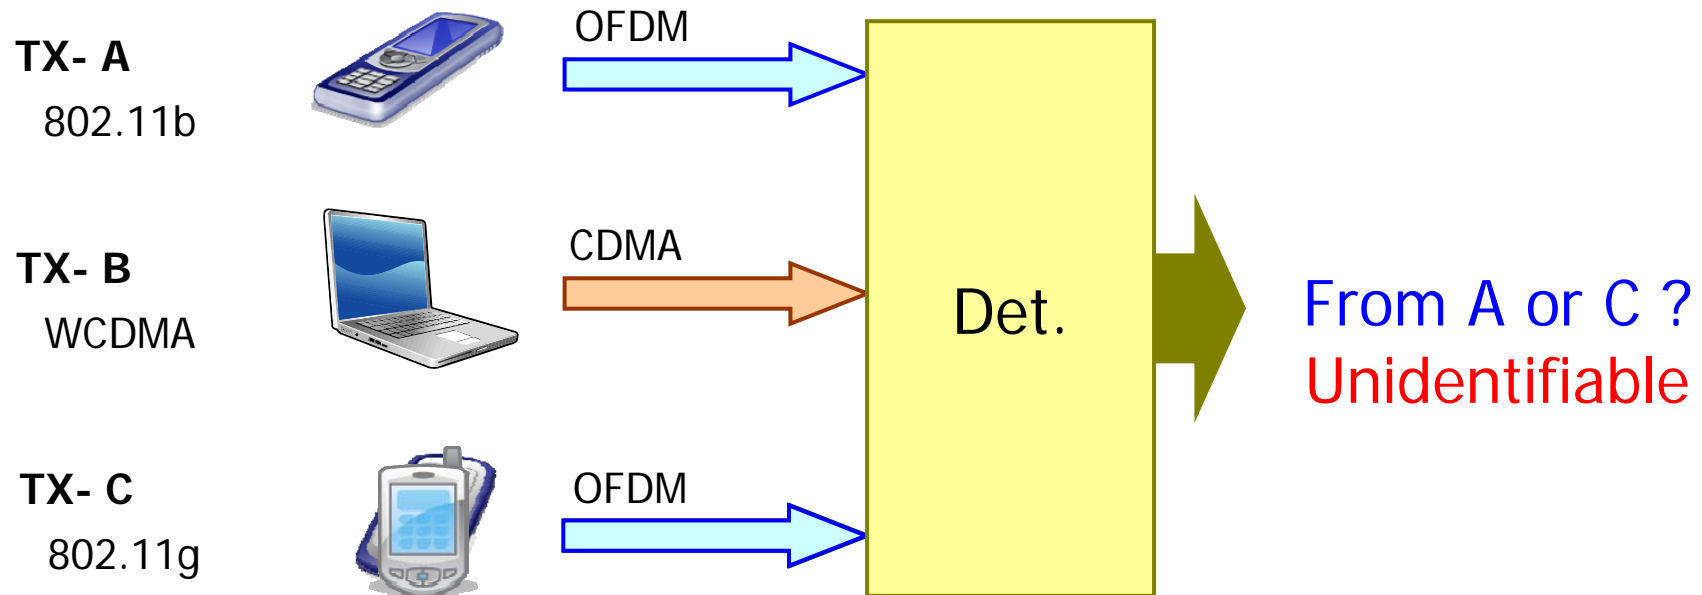 TX- A
802.11b
OFDM
TX- B
WCDMA
CDMA
TX- C
802.11g
OFDM
Det.
From A or C ?
Unidentifiable